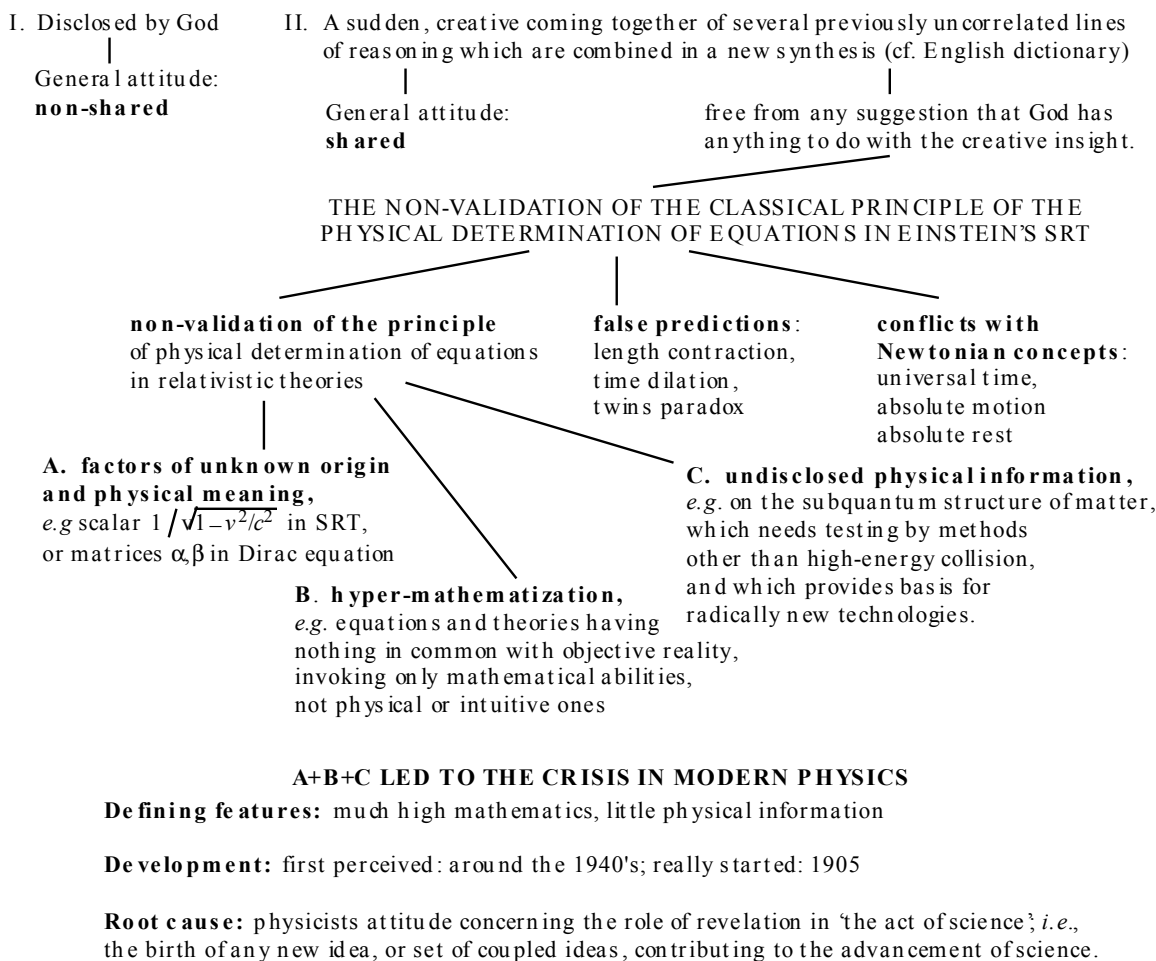 I. Disclosed by God
General attitude:
non-shared
II. A sudden, creative coming together of several previously uncorrelated lines
of reasoning which are combined in a new synthesis (cf. English dictionary)
General attitude:
shared
free from any suggestion that God has
anything to do with the creative insight.
THE NON-VALIDATION OF THE CLASSICAL PRINCIPLE OF THE
PHYSICAL DETERMINATION OF EQUATIONS IN EINSTEIN'S SRT
non-validation of the principle
of physical determination of equations
in relativistic theories
false predictions:
length contraction,
time dilation,
twins paradox
conflicts with
Newtonian concepts:
universal time,
absolute motion
absolute rest
A. factors of unknown origin
and physical meaning,
e.g scalar 1/√1–v²/c² in SRT,
or matrices α,β in Dirac equation
B. hyper-mathematization,
e.g. equations and theories having
nothing in common with objective reality,
invoking only mathematical abilities,
not physical or intuitive ones
C. undisclosed physical information,
e.g. on the subquantum structure of matter,
which needs testing by methods
other than high-energy collision,
and which provides basis for
radically new technologies.
A+B+C LED TO THE CRISIS IN MODERN PHYSICS
Defining features: much high mathematics, little physical information
Development: first perceived: around the 1940's; really started: 1905
Root cause: physicists attitude concerning the role of revelation in 'the act of science'; i.e.,
the birth of any new idea, or set of coupled ideas, contributing to the advancement of science.